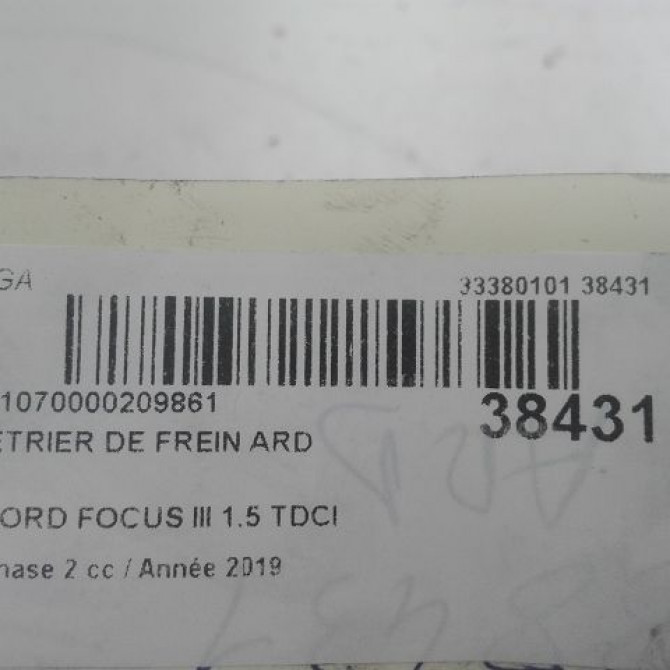 GA
33380101 38431
1070000209861
38431
ETRIER DE FREIN ARD
ORD FOCUS III 1.5 TDCI
hase 2 cc / Année 2019